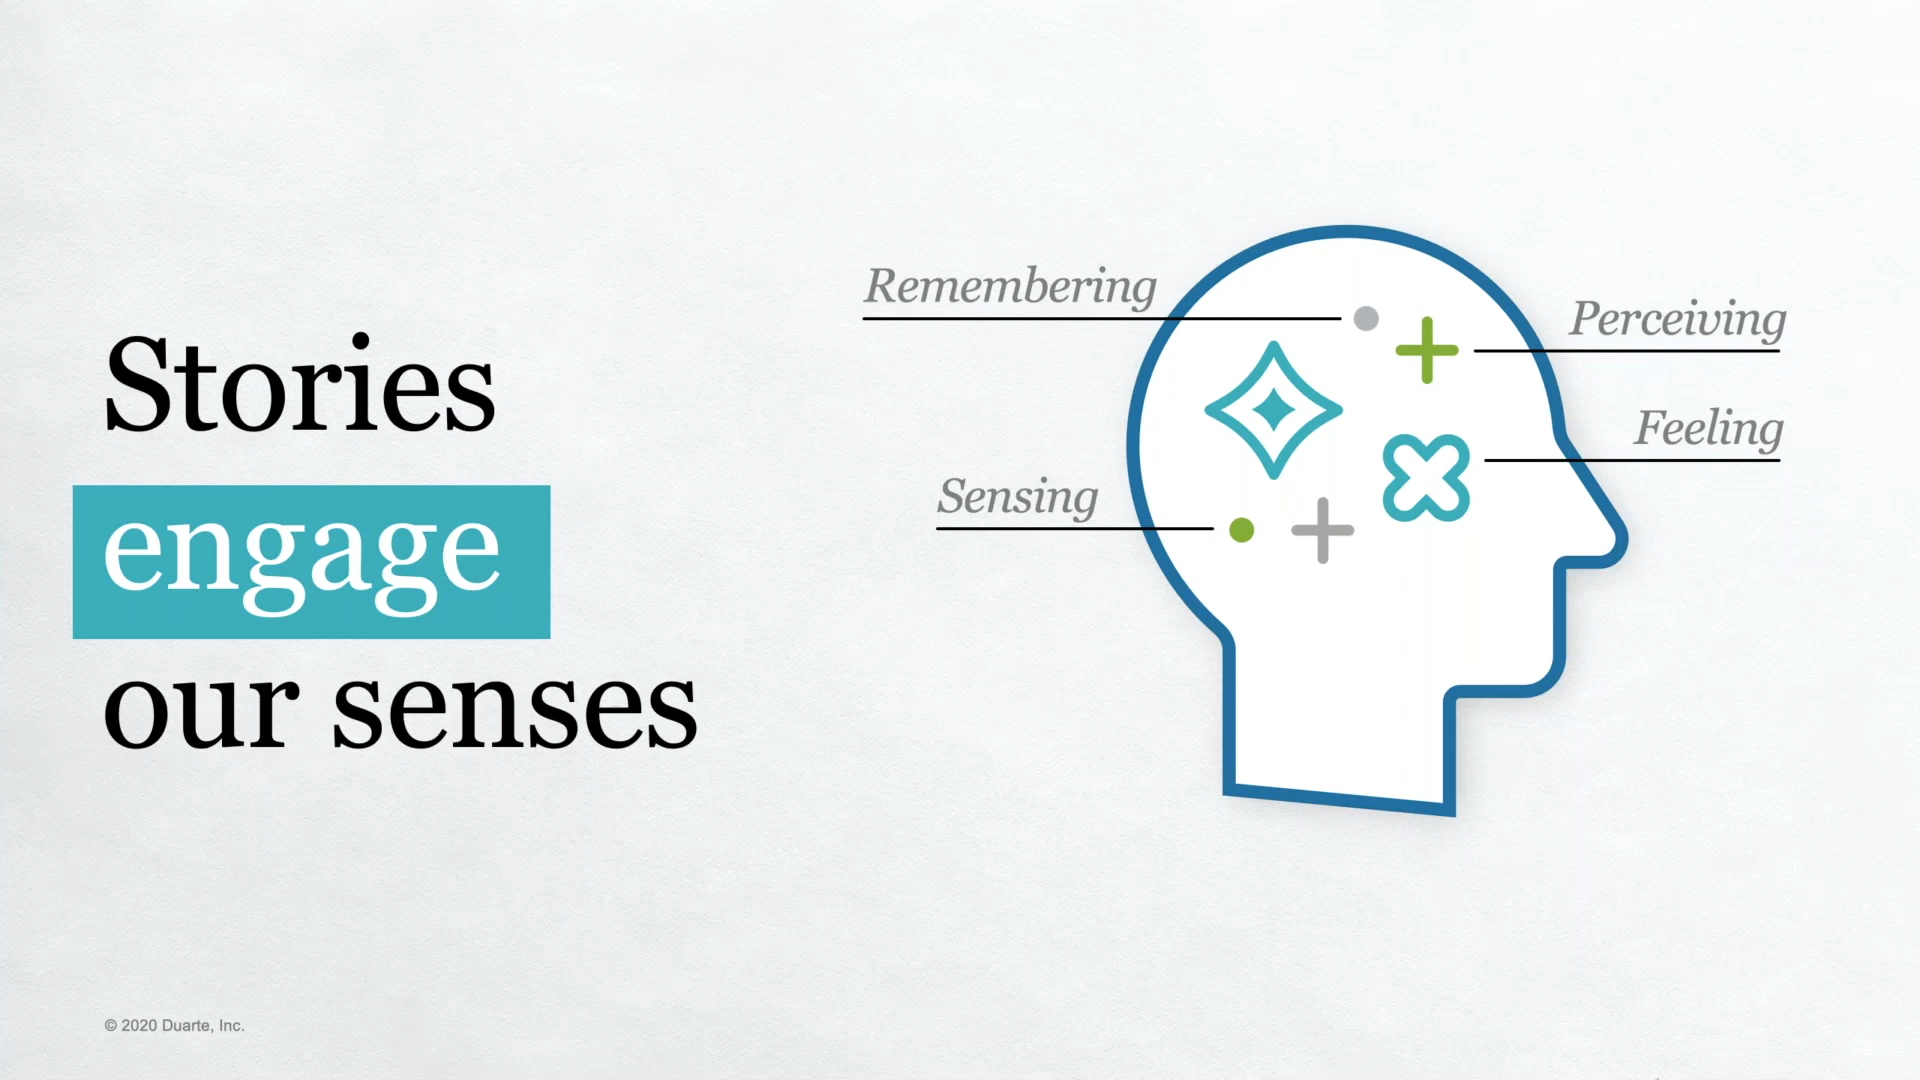 Stories
engage
our senses
Remembering
Perceiving
Feeling
Sensing
© 2020 Duarte, Inc.